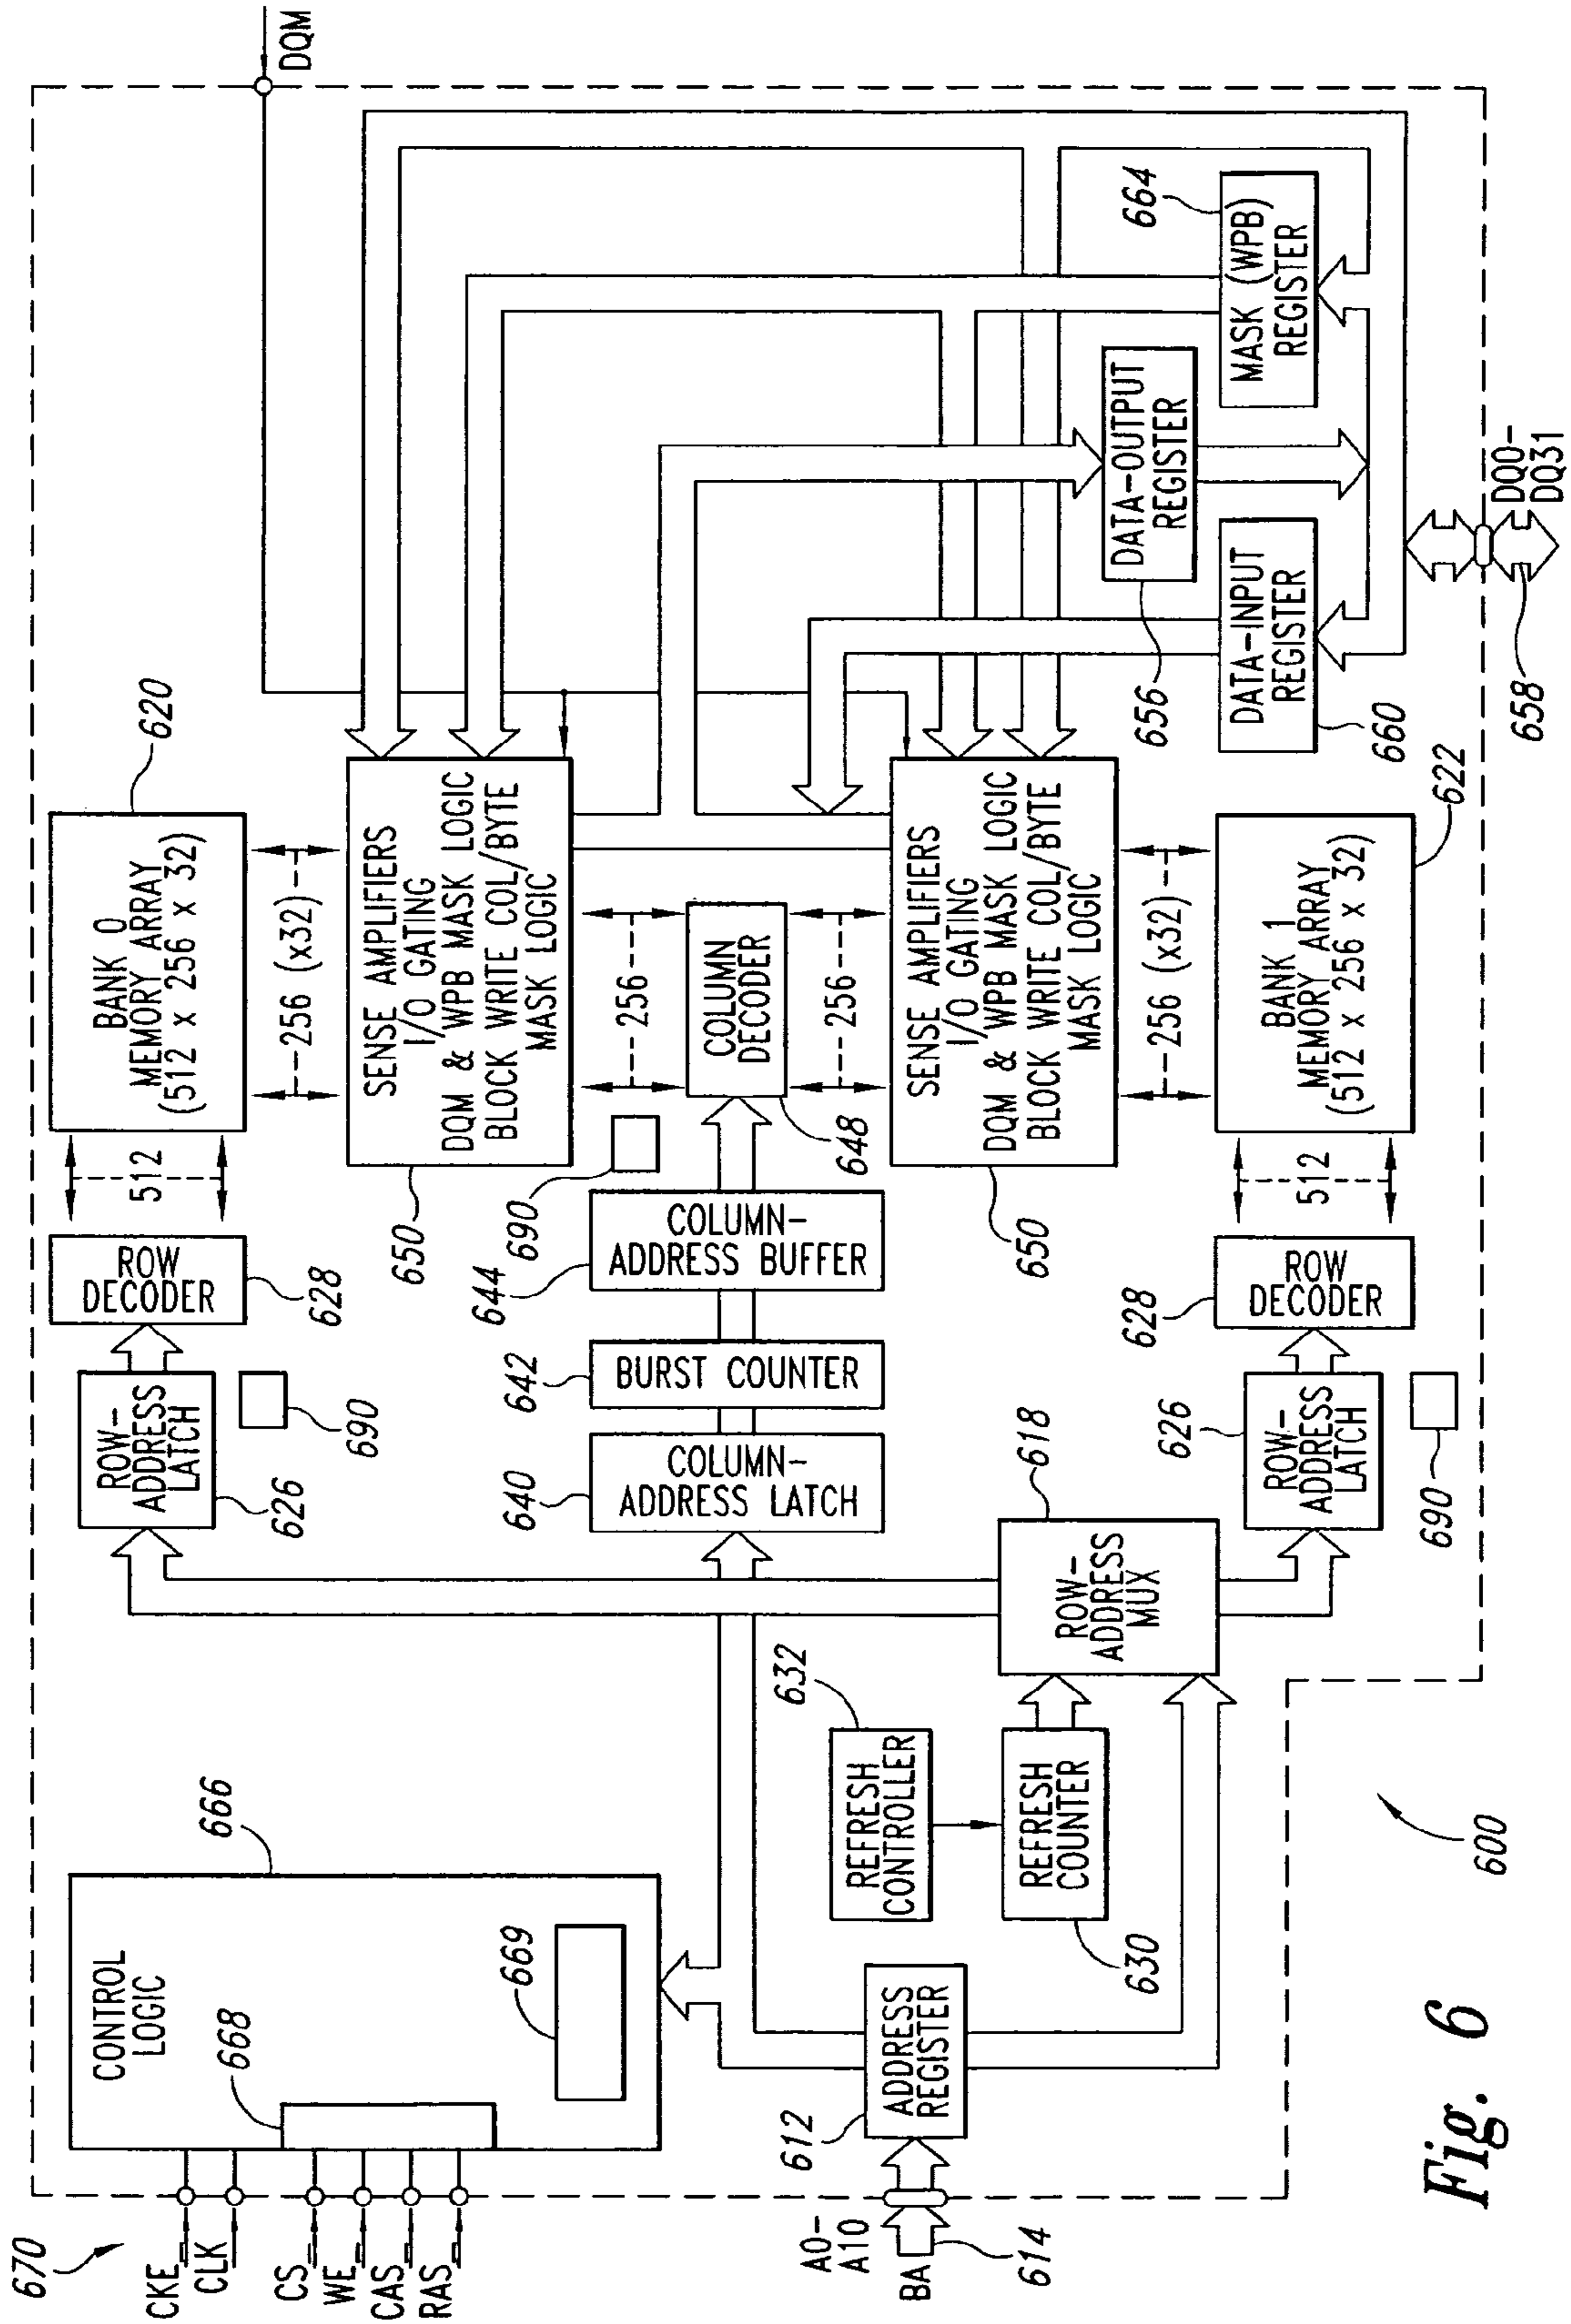 670
CKE
CLK
CS
WE
CAS
RAS
CONTROL
LOGIC
666
668
669
A0-
A10
BA
614
612
ADDRESS
REGISTER
REFRESH
CONTROLLER
632
REFRESH
COUNTER
630
ROW-
ADDRESS
MUX
618
ROW-
ADDRESS
LATCH
626
690
ROW
DECODER
628
512
BANK 0
MEMORY ARRAY
(512 x 256 x 32)
620
256 (x32)
SENSE AMPLIFIERS
I/O GATING
DQM & WPB MASK LOGIC
BLOCK WRITE COL/BYTE
MASK LOGIC
650
256
COLUMN-
ADDRESS LATCH
640
BURST COUNTER
642
COLUMN-
ADDRESS BUFFER
644
690
COLUMN
DECODER
648
256
SENSE AMPLIFIERS
I/O GATING
DQM & WPB MASK LOGIC
BLOCK WRITE COL/BYTE
MASK LOGIC
650
256 (x32)
ROW-
ADDRESS
LATCH
626
690
ROW
DECODER
628
512
BANK 1
MEMORY ARRAY
(512 x 256 x 32)
622
DQM
DATA-INPUT
REGISTER
660
DATA-OUTPUT
REGISTER
656
MASK (WPB)
REGISTER
664
DQ0-
DQ31
658
600
Fig. 6